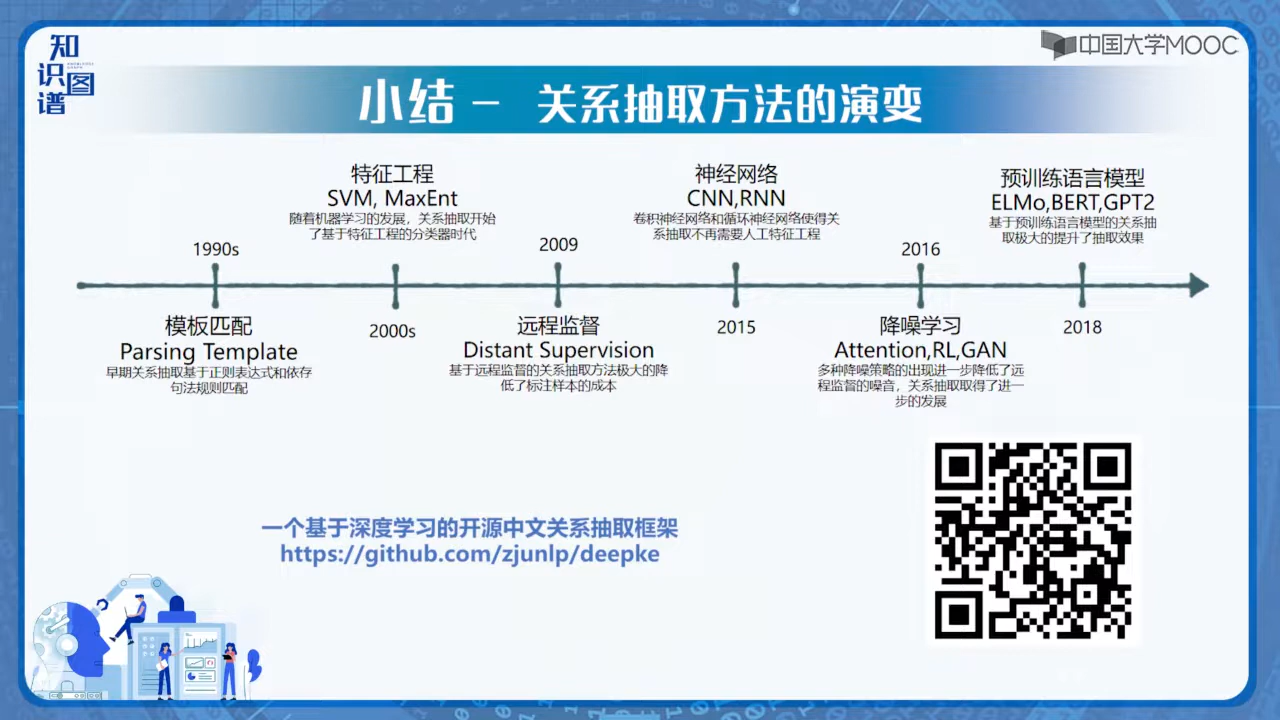 知识图谱
KNOWLEDGE GRAPH
中国大学MOOC
小结 - 关系抽取方法的演变
特征工程
SVM, MaxEnt
随着机器学习的发展，关系抽取开始
了基于特征工程的分类器时代
神经网络
CNN,RNN
卷积神经网络和循环神经网络使得关
系抽取不再需要人工特征工程
预训练语言模型
ELMo,BERT,GPT2
基于预训练语言模型的关系抽
取极大的提升了抽取效果
1990s
2009
2016
模板匹配
Parsing Template
早期关系抽取基于正则表达式和依存
句法规则匹配
2000s
远程监督
Distant Supervision
基于远程监督的关系抽取方法极大的降
低了标注样本的成本
2015
降噪学习
Attention,RL,GAN
多种降噪策略的出现进一步降低了远
程监督的噪音，关系抽取取得了进一
步的发展
2018
一个基于深度学习的开源中文关系抽取框架
https://github.com/zjunlp/deepke